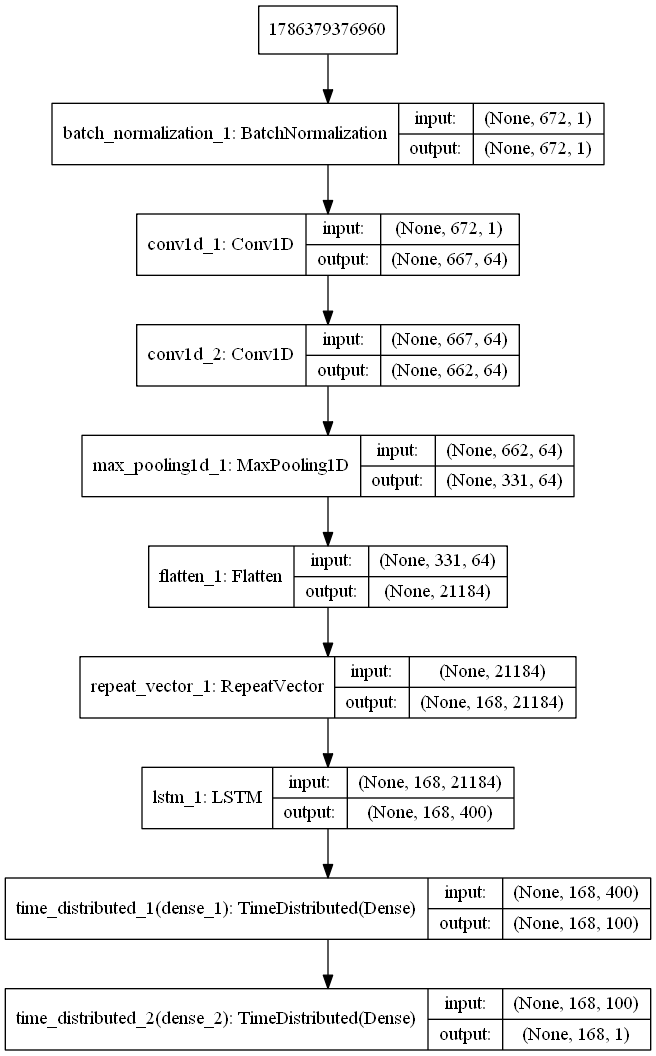 1786379376960
batch_normalization_1: BatchNormalization input: (None, 672, 1)
output: (None, 672, 1)
conv1d_1: Conv1D input: (None, 672, 1)
output: (None, 667, 64)
conv1d_2: Conv1D input: (None, 667, 64)
output: (None, 662, 64)
max_pooling1d_1: MaxPooling1D input: (None, 662, 64)
output: (None, 331, 64)
flatten_1: Flatten input: (None, 331, 64)
output: (None, 21184)
repeat_vector_1: RepeatVector input: (None, 21184)
output: (None, 168, 21184)
lstm_1: LSTM input: (None, 168, 21184)
output: (None, 168, 400)
time_distributed_1(dense_1): TimeDistributed(Dense) input: (None, 168, 400)
output: (None, 168, 100)
time_distributed_2(dense_2): TimeDistributed(Dense) input: (None, 168, 100)
output: (None, 168, 1)